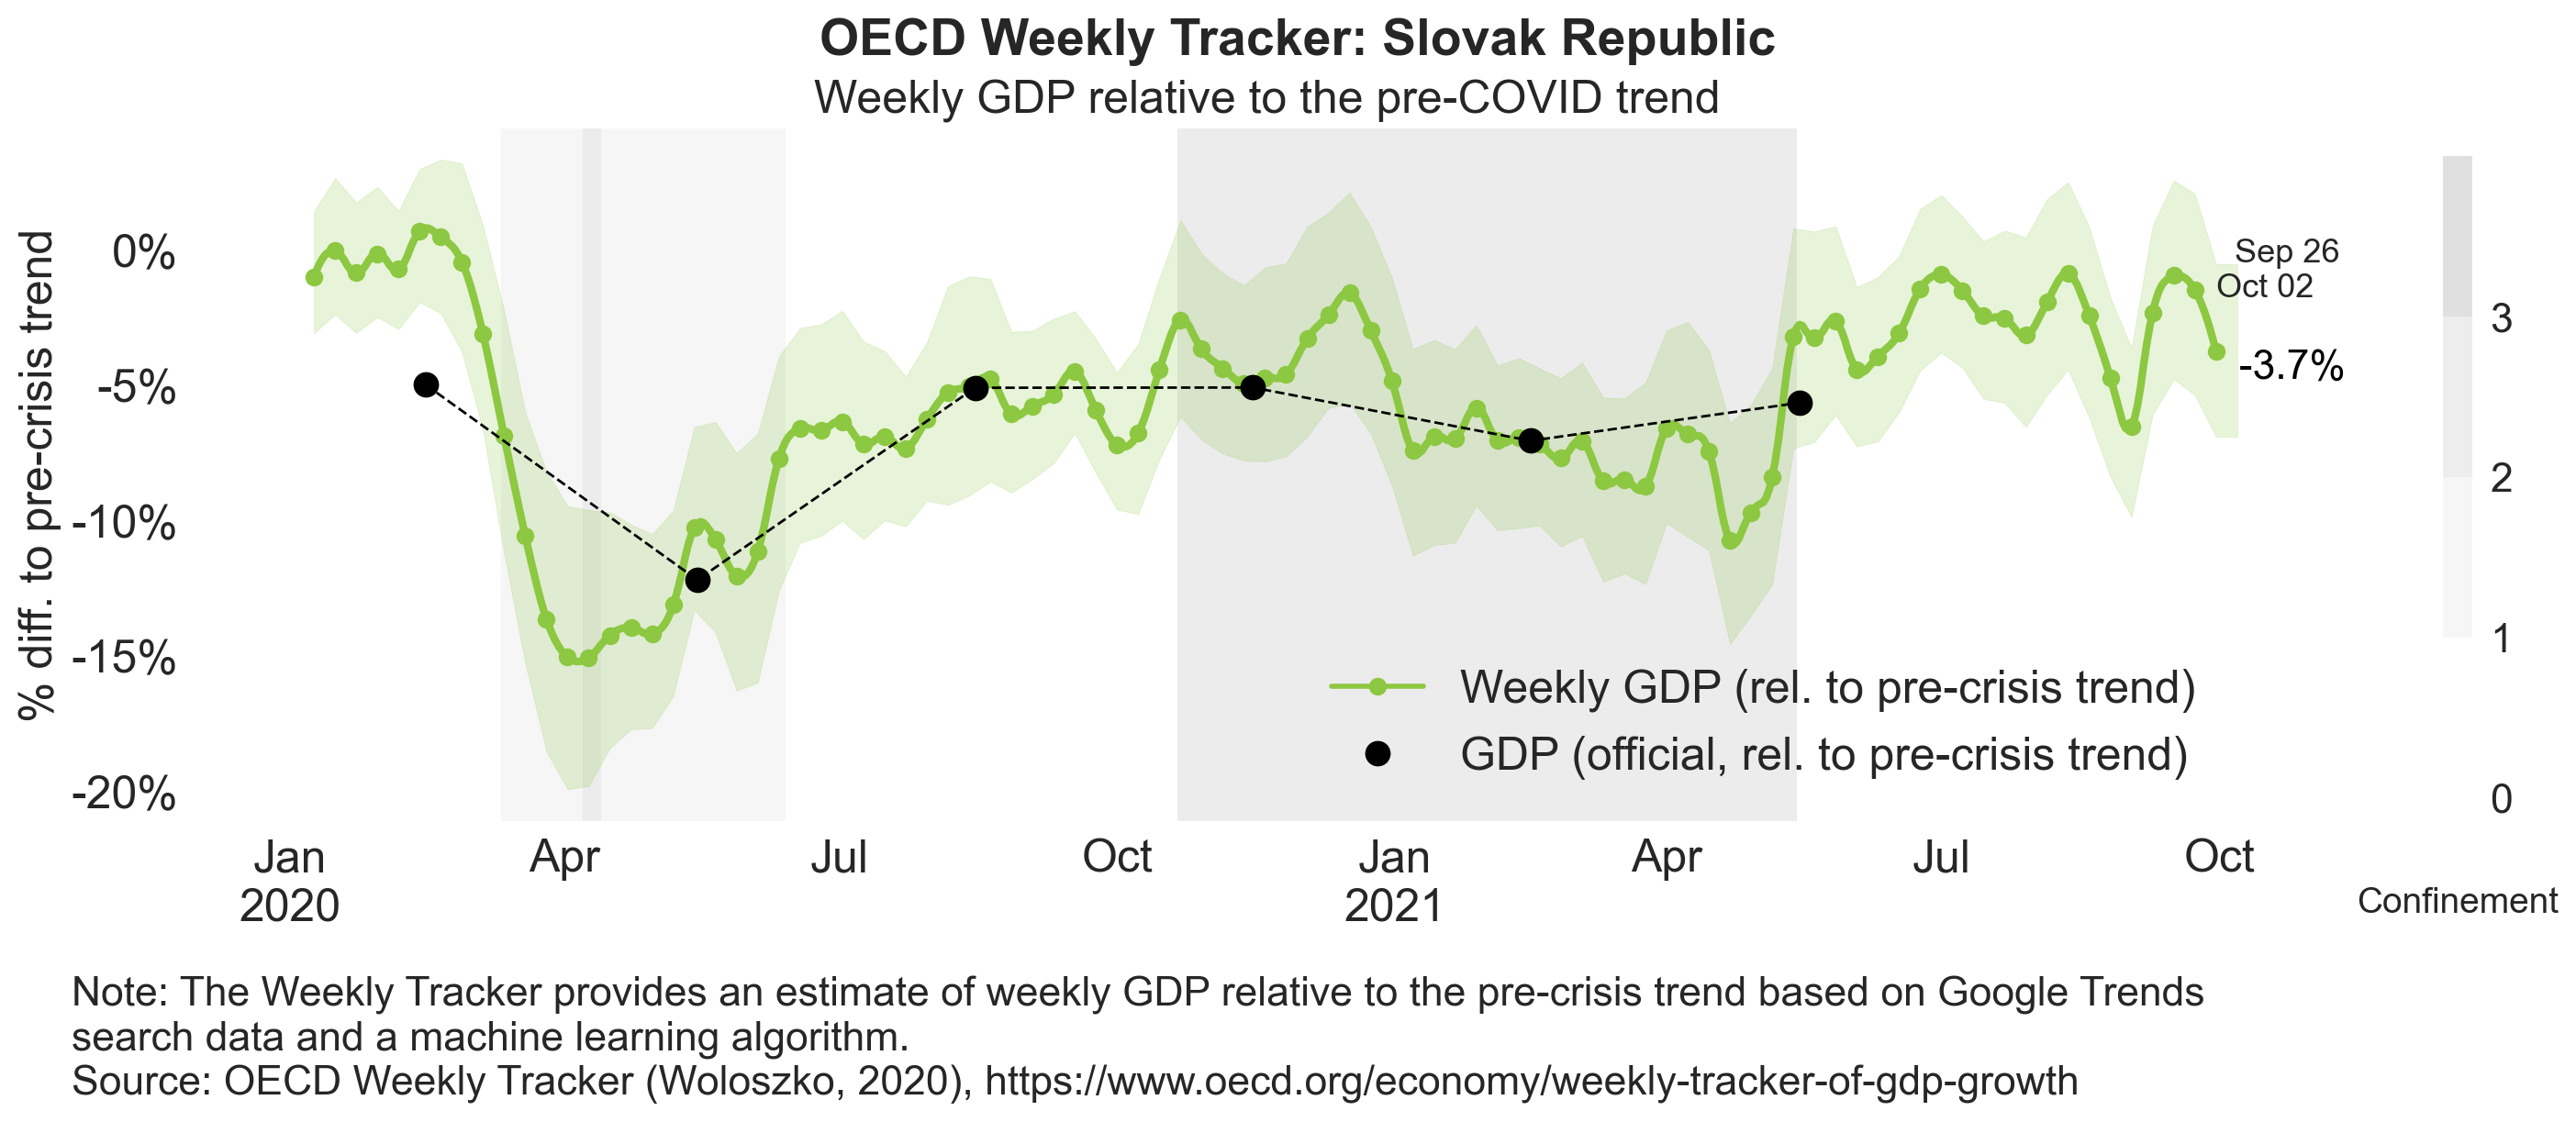 OECD Weekly Tracker: Slovak Republic
Weekly GDP relative to the pre-COVID trend
% diff. to pre-crisis trend
0%
-5%
-10%
-15%
-20%
Sep 26
Oct 02
-3.7%
3
2
1
0
Weekly GDP (rel. to pre-crisis trend)
GDP (official, rel. to pre-crisis trend)
Jan Apr Jul Oct Jan Apr Jul Oct
2020 2021
Confinement
Note: The Weekly Tracker provides an estimate of weekly GDP relative to the pre-crisis trend based on Google Trends
search data and a machine learning algorithm.
Source: OECD Weekly Tracker (Woloszko, 2020), https://www.oecd.org/economy/weekly-tracker-of-gdp-growth